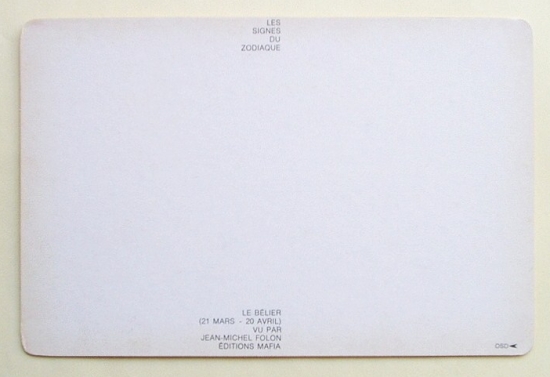 LES
SIGNES
DU
ZODIAQUE
LE BÉLIER
(21 MARS - 20 AVRIL)
VU PAR
JEAN-MICHEL FOLON
ÉDITIONS MAFIA